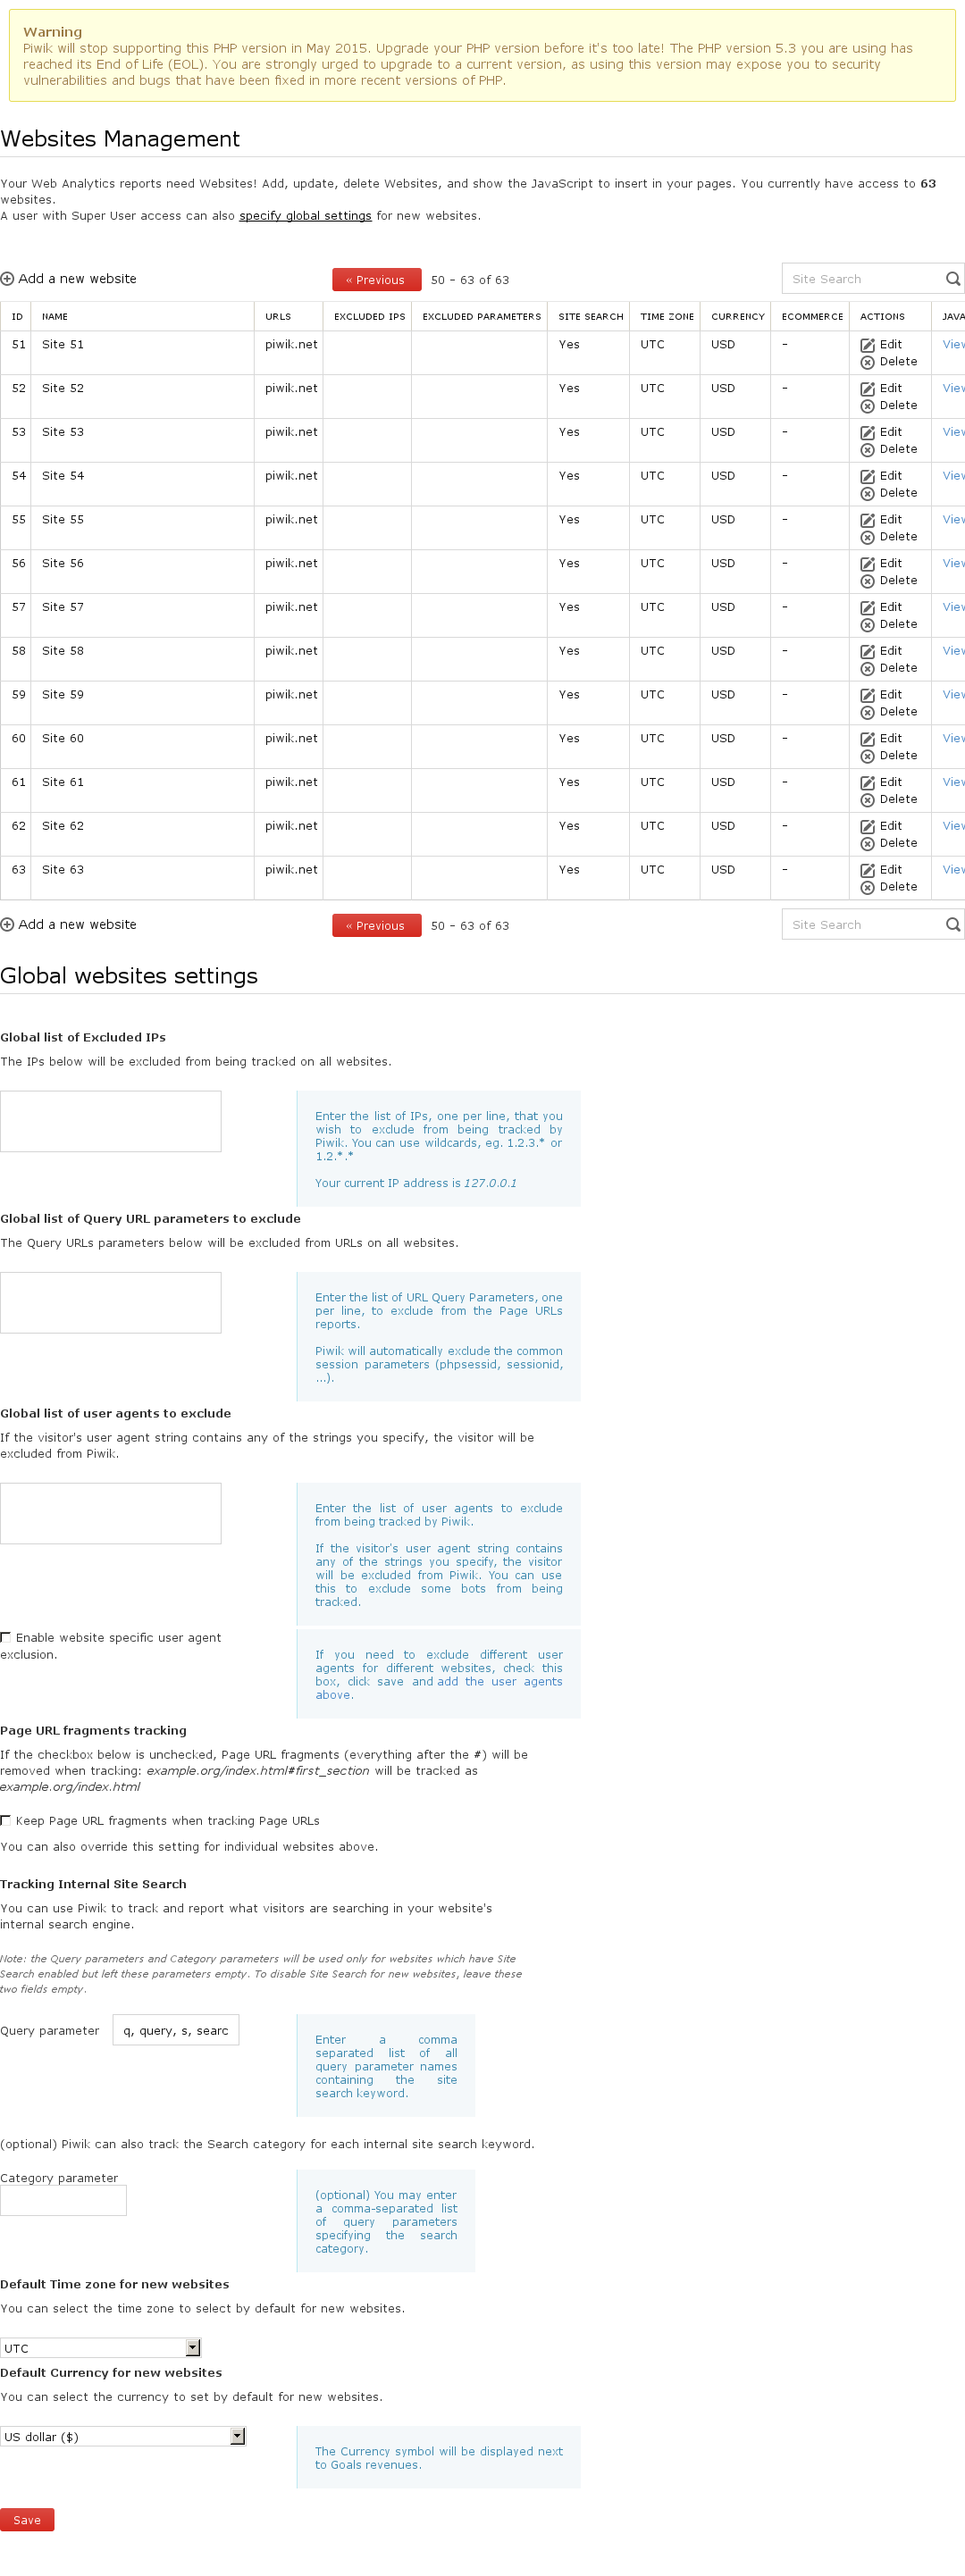 Warning
Piwik will stop supporting this PHP version in May 2015. Upgrade your PHP version before it's too late! The PHP version 5.3 you are using has
reached its End of Life (EOL). You are strongly urged to upgrade to a current version, as using this version may expose you to security
vulnerabilities and bugs that have been fixed in more recent versions of PHP.
Websites Management
Your Web Analytics reports need Websites! Add, update, delete Websites, and show the JavaScript to insert in your pages. You currently have access to 63
websites.
A user with Super User access can also specify global settings for new websites.
Add a new website « Previous 50 – 63 of 63 Site Search
ID NAME URLS EXCLUDED IPS EXCLUDED PARAMETERS SITE SEARCH TIME ZONE CURRENCY ECOMMERCE ACTIONS JAVA
51 Site 51 piwik.net Yes UTC USD - Edit View
Delete
52 Site 52 piwik.net Yes UTC USD - Edit View
Delete
53 Site 53 piwik.net Yes UTC USD - Edit View
Delete
54 Site 54 piwik.net Yes UTC USD - Edit View
Delete
55 Site 55 piwik.net Yes UTC USD - Edit View
Delete
56 Site 56 piwik.net Yes UTC USD - Edit View
Delete
57 Site 57 piwik.net Yes UTC USD - Edit View
Delete
58 Site 58 piwik.net Yes UTC USD - Edit View
Delete
59 Site 59 piwik.net Yes UTC USD - Edit View
Delete
60 Site 60 piwik.net Yes UTC USD - Edit View
Delete
61 Site 61 piwik.net Yes UTC USD - Edit View
Delete
62 Site 62 piwik.net Yes UTC USD - Edit View
Delete
63 Site 63 piwik.net Yes UTC USD - Edit View
Delete
Add a new website « Previous 50 – 63 of 63 Site Search
Global websites settings
Global list of Excluded IPs
The IPs below will be excluded from being tracked on all websites.
Enter the list of IPs, one per line, that you
wish to exclude from being tracked by
Piwik. You can use wildcards, eg. 1.2.3.* or
1.2.*.*
Your current IP address is 127.0.0.1
Global list of Query URL parameters to exclude
The Query URLs parameters below will be excluded from URLs on all websites.
Enter the list of URL Query Parameters, one
per line, to exclude from the Page URLs
reports.
Piwik will automatically exclude the common
session parameters (phpsessid, sessionid,
...).
Global list of user agents to exclude
If the visitor's user agent string contains any of the strings you specify, the visitor will be
excluded from Piwik.
Enter the list of user agents to exclude
from being tracked by Piwik.
If the visitor's user agent string contains
any of the strings you specify, the visitor
will be excluded from Piwik. You can use
this to exclude some bots from being
tracked.
Enable website specific user agent
exclusion.
If you need to exclude different user
agents for different websites, check this
box, click save and add the user agents
above.
Page URL fragments tracking
If the checkbox below is unchecked, Page URL fragments (everything after the #) will be
removed when tracking: example.org/index.html#first_section will be tracked as
example.org/index.html
Keep Page URL fragments when tracking Page URLs
You can also override this setting for individual websites above.
Tracking Internal Site Search
You can use Piwik to track and report what visitors are searching in your website's
internal search engine.
Note: the Query parameters and Category parameters will be used only for websites which have Site
Search enabled but left these parameters empty. To disable Site Search for new websites, leave these
two fields empty.
Query parameter q, query, s, searc
Enter a comma
separated list of all
query parameter names
containing the site
search keyword.
(optional) Piwik can also track the Search category for each internal site search keyword.
Category parameter
(optional) You may enter
a comma-separated list
of query parameters
specifying the search
category.
Default Time zone for new websites
You can select the time zone to select by default for new websites.
UTC
Default Currency for new websites
You can select the currency to set by default for new websites.
US dollar ($)
The Currency symbol will be displayed next
to Goals revenues.
Save